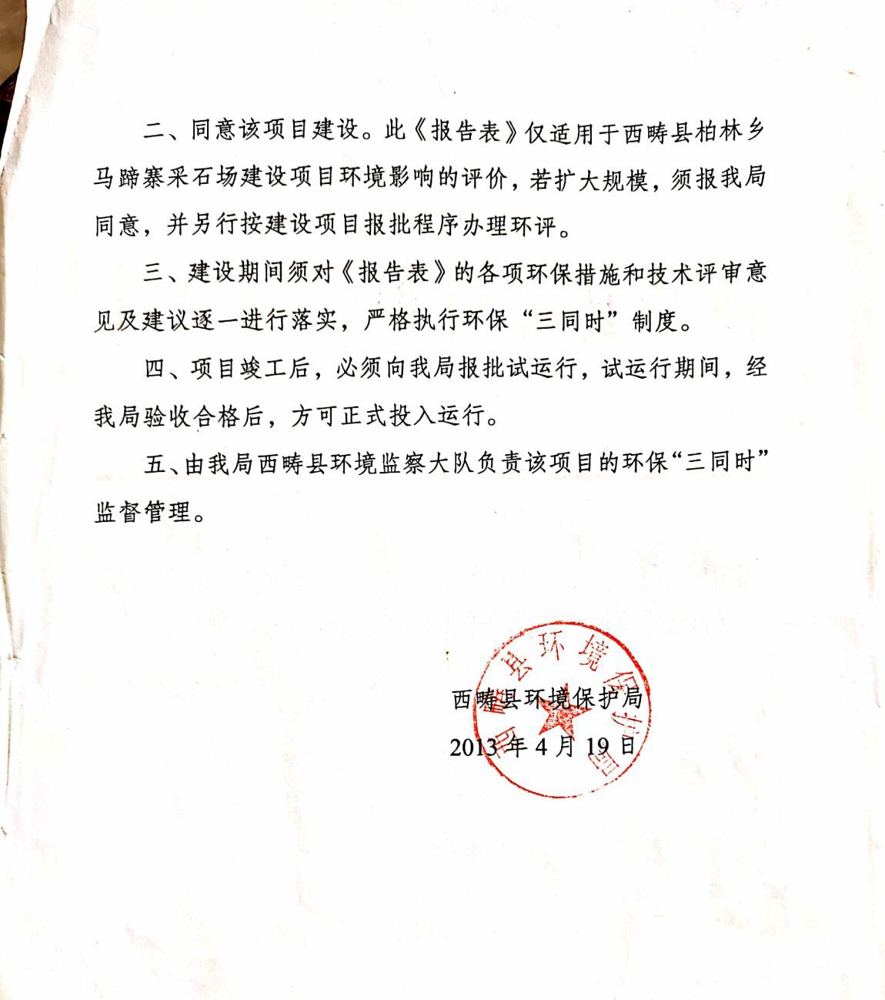 二、同意该项目建设。此《报告表》仅适用于西畴县柏林乡
马蹄寨采石场建设项目环境影响的评价，若扩大规模，须报我局
同意，并另行按建设项目报批程序办理环评。
三、建设期间须对《报告表》的各项环保措施和技术评审意
见及建议逐一进行落实，严格执行环保“三同时”制度。
四、项目竣工后，必须向我局报批试运行，试运行期间，经
我局验收合格后，方可正式投入运行。
五、由我局西畴县环境监察大队负责该项目的环保“三同时”
监督管理。
西畴县环境保护局
西畴县环境保护局
2013 年 4 月 19 日